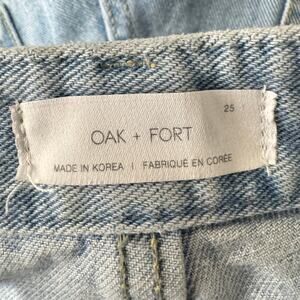 25
OAK + FORT
MADE IN KOREA | FABRIQUÉ EN CORÉE